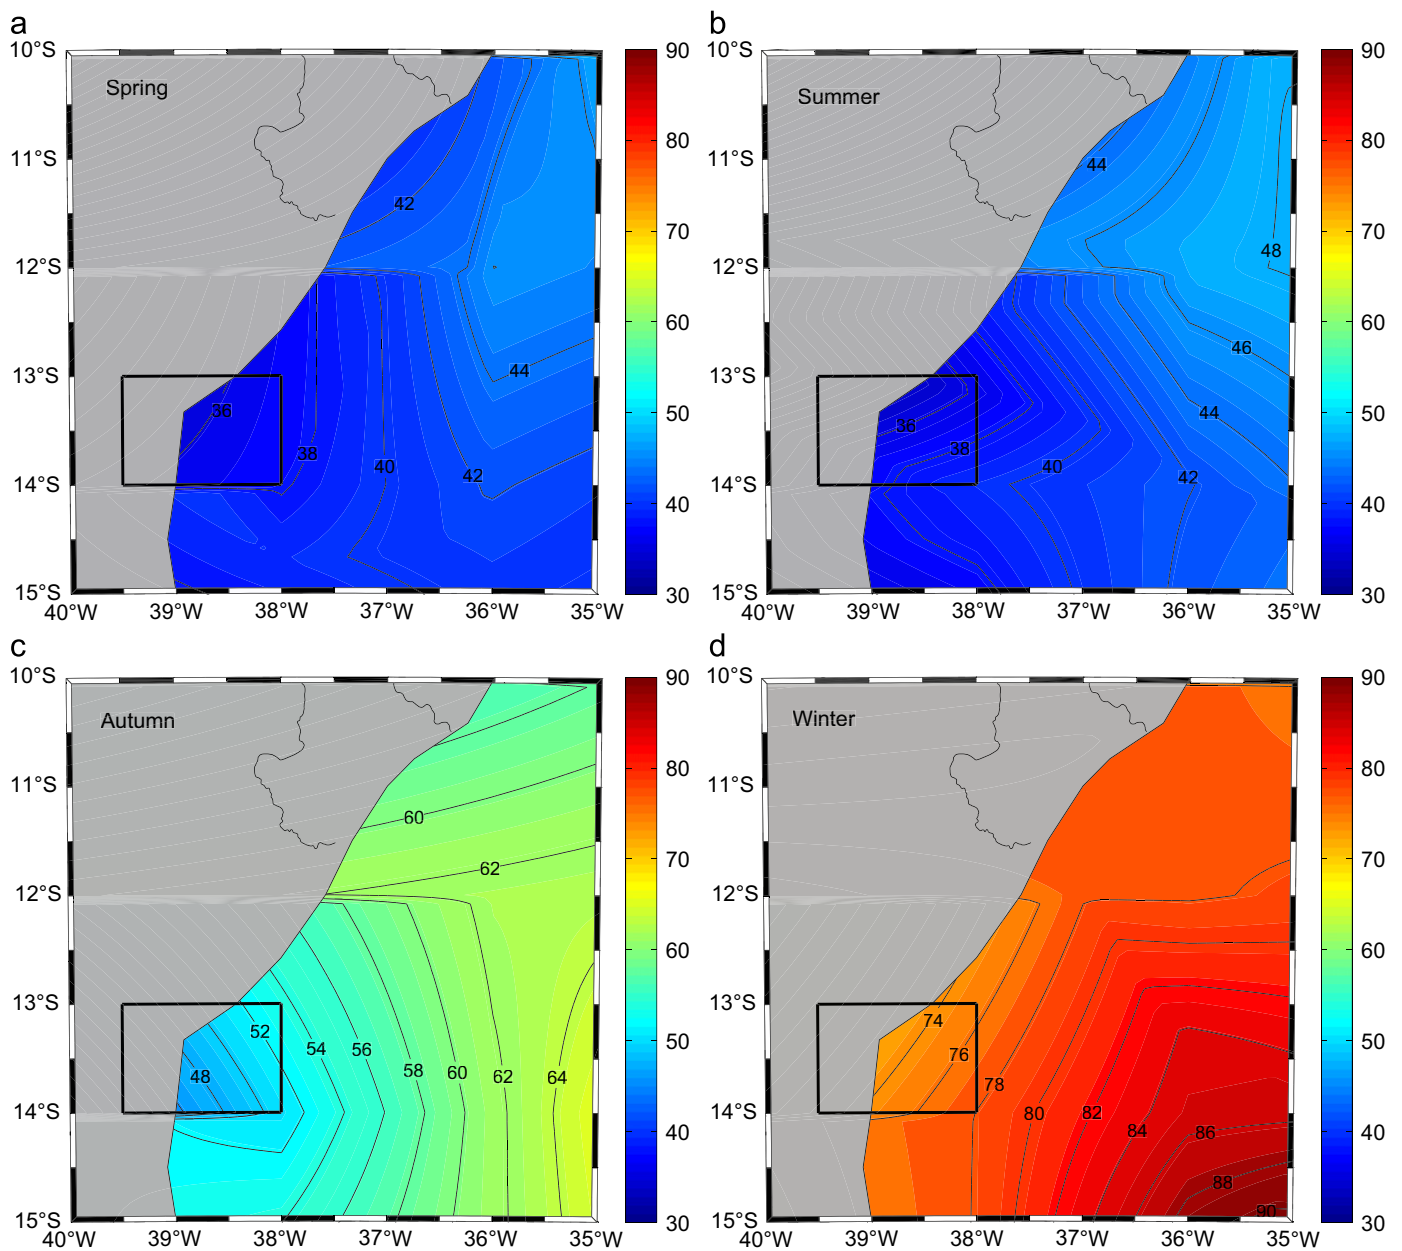 a
b
10°S
11°S
12°S
13°S
14°S
15°S
40°W
39°W
38°W
37°W
36°W
35°W
Spring
42
36
38
40
42
44
90
80
70
60
50
40
30
10°S
11°S
12°S
13°S
14°S
15°S
40°W
39°W
38°W
37°W
36°W
35°W
Summer
44
48
46
44
36
38
40
42
90
80
70
60
50
40
30
c
d
10°S
11°S
12°S
13°S
14°S
15°S
40°W
39°W
38°W
37°W
36°W
35°W
Autumn
60
62
52
54
56
48
58
60
62
64
90
80
70
60
50
40
30
10°S
11°S
12°S
13°S
14°S
15°S
40°W
39°W
38°W
37°W
36°W
35°W
Winter
74
76
78
80
82
84
86
88
90
90
80
70
60
50
40
30